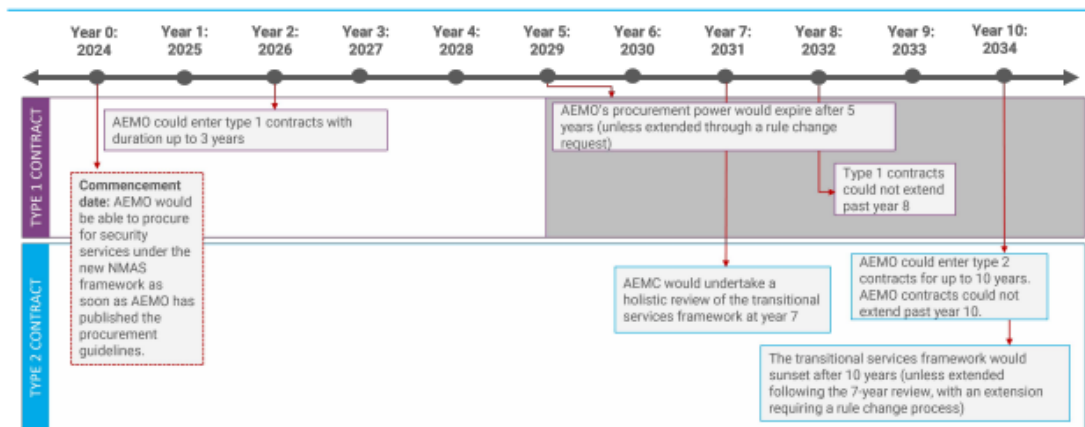 Year 0:
2024
Year 1:
2025
Year 2:
2026
Year 3:
2027
Year 4:
2028
Year 5:
2029
Year 6:
2030
Year 7:
2031
Year 8:
2032
Year 9:
2033
Year 10:
2034
TYPE 1 CONTRACT
AEMO could enter type 1 contracts with
duration up to 3 years
AEMO's procurement power would expire after 5
years (unless extended through a rule change
request)
Type 1 contracts
could not extend
past year 8
Commencement
date: AEMO would
be able to procure
for security
services under the
new NMAS
framework as
soon as AEMO has
published the
procurement
guidelines.
TYPE 2 CONTRACT
AEMC would undertake a
holistic review of the transitional
services framework at year 7
AEMO could enter type 2
contracts for up to 10 years.
AEMO contracts could not
extend past year 10.
The transitional services framework would
sunset after 10 years (unless extended
following the 7-year review, with an extension
requiring a rule change process)